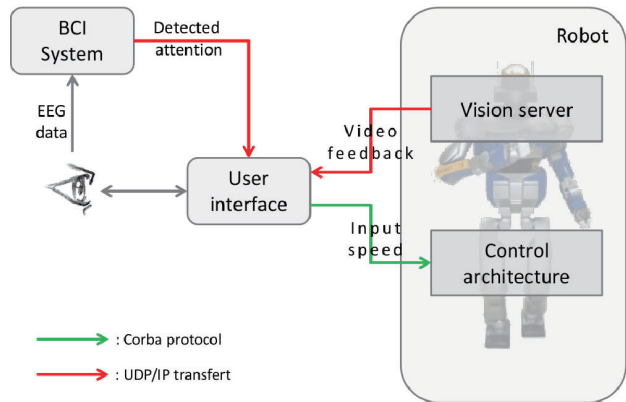 BCI
System
Detected
attention
Robot
Vision server
EEG
data
Video
feedback
User
interface
Input
speed
Control
architecture
: Corba protocol
: UDP/IP transfert